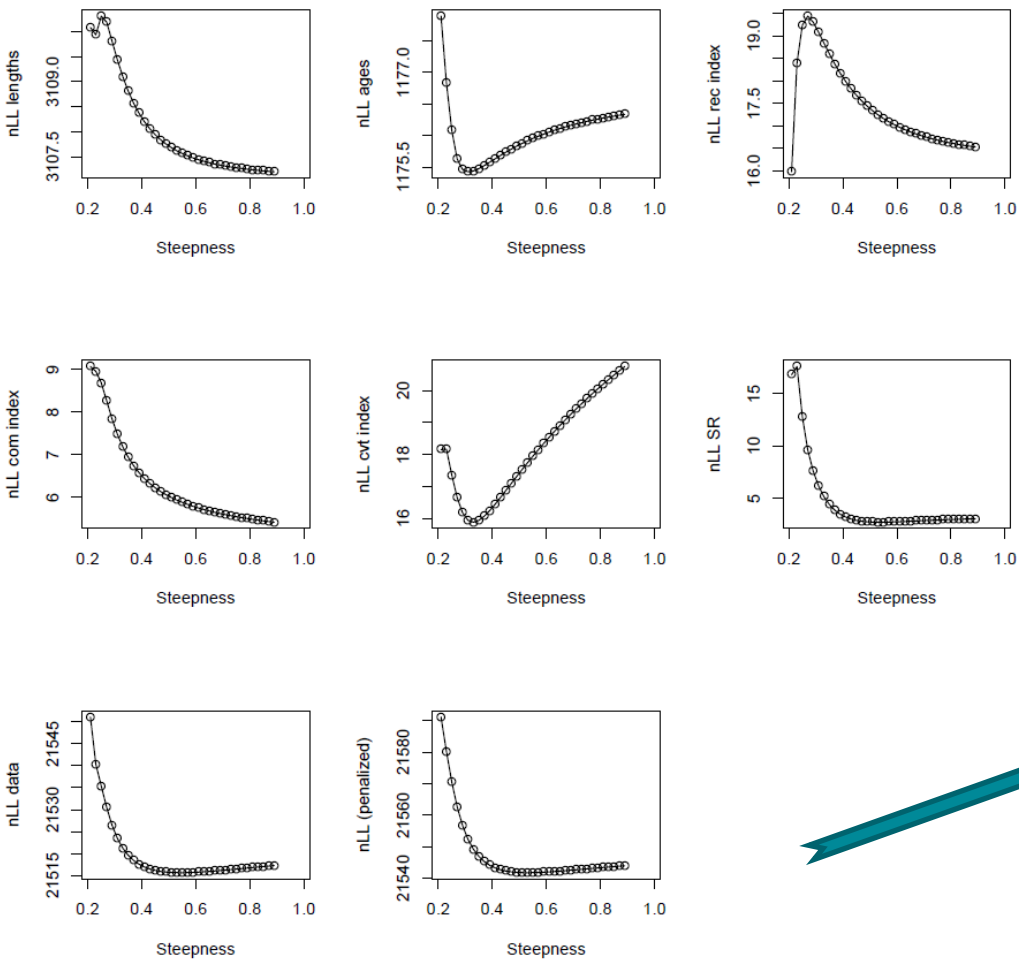 nLL lengths
3109.0
3107.5
0.2 0.4 0.6 0.8 1.0
Steepness
nLL ages
1177.0
1175.5
0.2 0.4 0.6 0.8 1.0
Steepness
nLL rec index
19.0
17.5
16.0
0.2 0.4 0.6 0.8 1.0
Steepness
nLL com index
9
8
7
6
0.2 0.4 0.6 0.8 1.0
Steepness
nLL cvt index
20
18
16
0.2 0.4 0.6 0.8 1.0
Steepness
nLL SR
15
10
5
0.2 0.4 0.6 0.8 1.0
Steepness
nLL data
21545
21530
21515
0.2 0.4 0.6 0.8 1.0
Steepness
nLL (penalized)
21580
21560
21540
0.2 0.4 0.6 0.8 1.0
Steepness